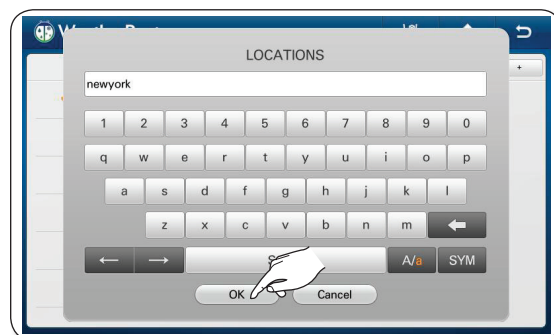 LOCATIONS
+
newyork
1 2 3 4 5 6 7 8 9 0
q w e r t y u i o p
a s d f g h j k l
z x c v b n m
A/a SYM
OK Cancel